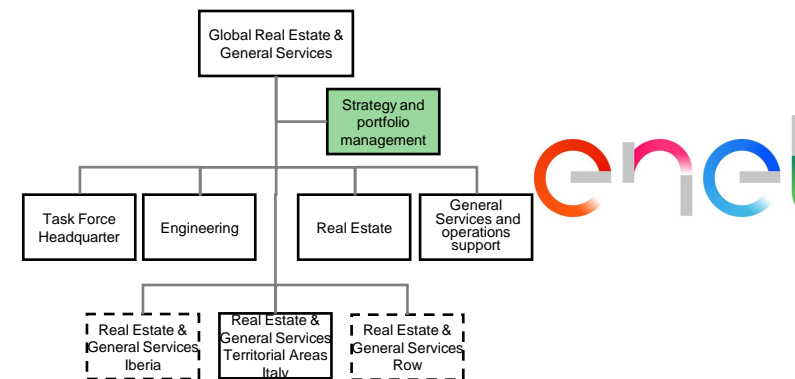 Global Real Estate &
General Services
Strategy and
portfolio
management
Task Force
Headquarter
Engineering
Real Estate
General
Services and
operations
support
Real Estate &
General Services
Iberia
Real Estate &
General Services
Territorial Areas
Italy
Real Estate &
General Services
Row
enel